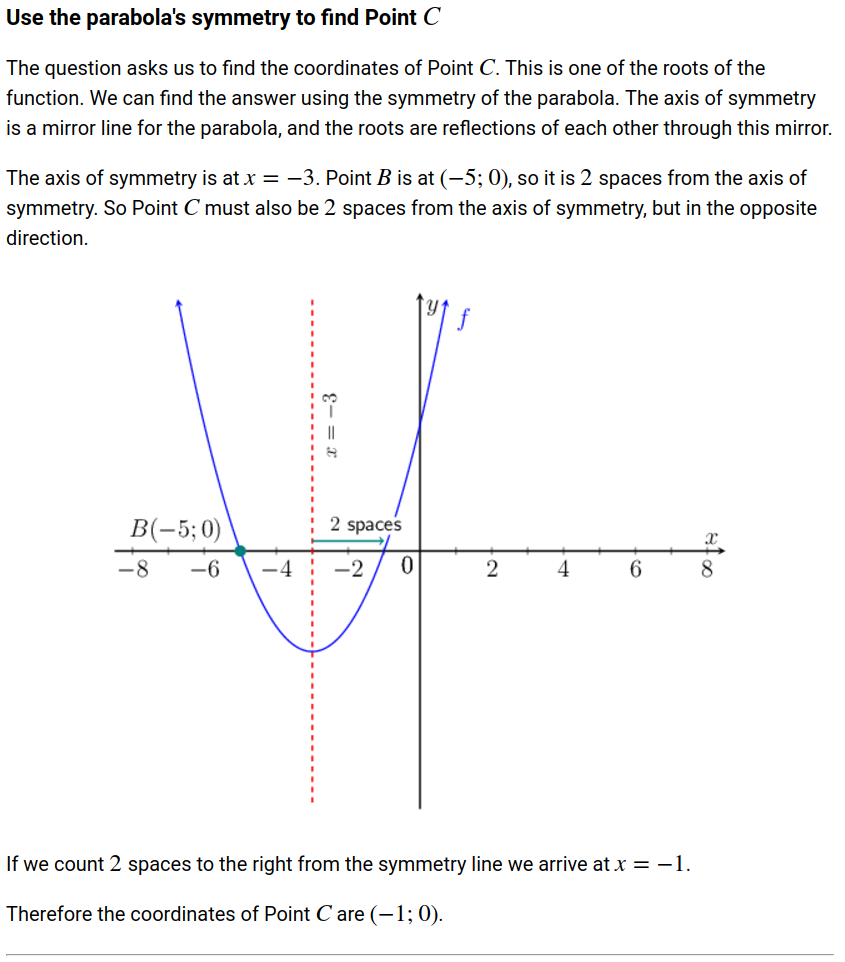 Use the parabola's symmetry to find Point C
The question asks us to find the coordinates of Point C. This is one of the roots of the
function. We can find the answer using the symmetry of the parabola. The axis of symmetry
is a mirror line for the parabola, and the roots are reflections of each other through this mirror.
The axis of symmetry is at x = −3. Point B is at (−5; 0), so it is 2 spaces from the axis of
symmetry. So Point C must also be 2 spaces from the axis of symmetry, but in the opposite
direction.
y
f
x = −3
B(−5; 0)
2 spaces
x
−8 −6 −4 −2 0 2 4 6 8
If we count 2 spaces to the right from the symmetry line we arrive at x = −1.
Therefore the coordinates of Point C are (−1; 0).